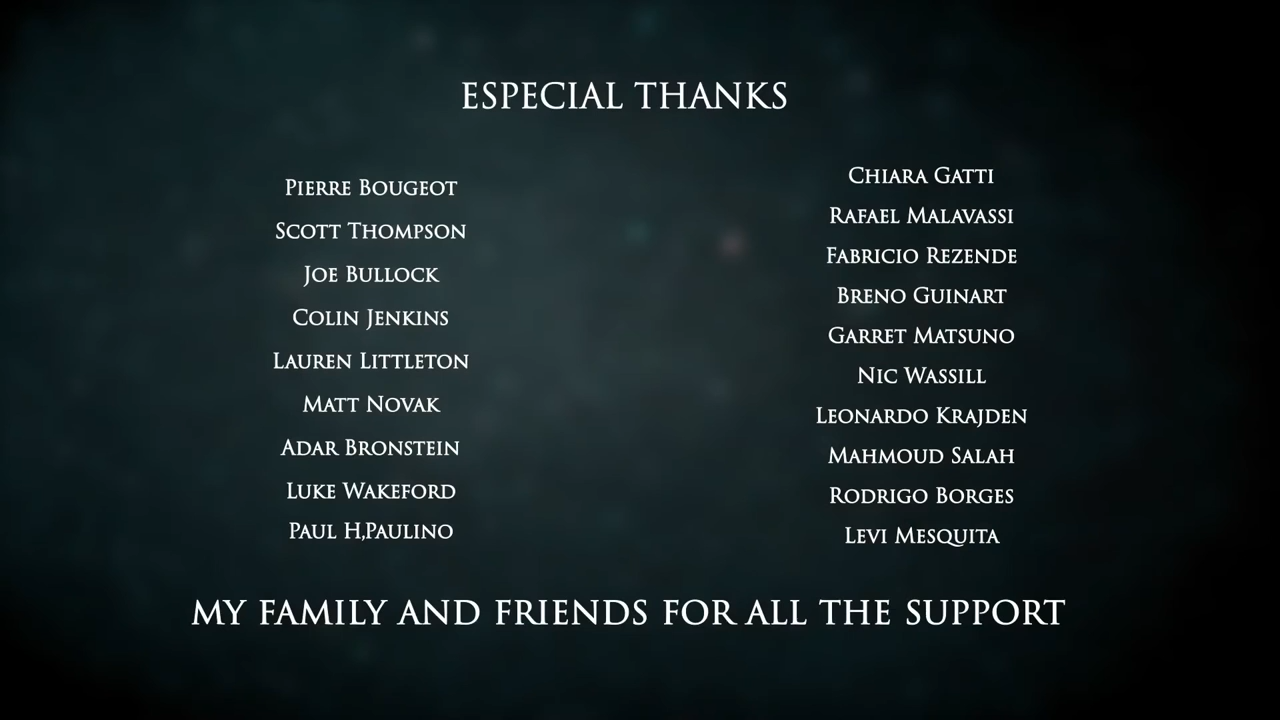 ESPECIAL THANKS
PIERRE BOUGEOT
SCOTT THOMPSON
JOE BULLOCK
COLIN JENKINS
LAUREN LITTLETON
MATT NOVAK
ADAR BRONSTEIN
LUKE WAKEFORD
PAUL H,PAULINO
CHIARA GATTI
RAFAEL MALAVASSI
FABRICIO REZENDE
BRENO GUINART
GARRET MATSUNO
NIC WASSILL
LEONARDO KRAJDEN
MAHMOUD SALAH
RODRIGO BORGES
LEVI MESQUITA
MY FAMILY AND FRIENDS FOR ALL THE SUPPORT